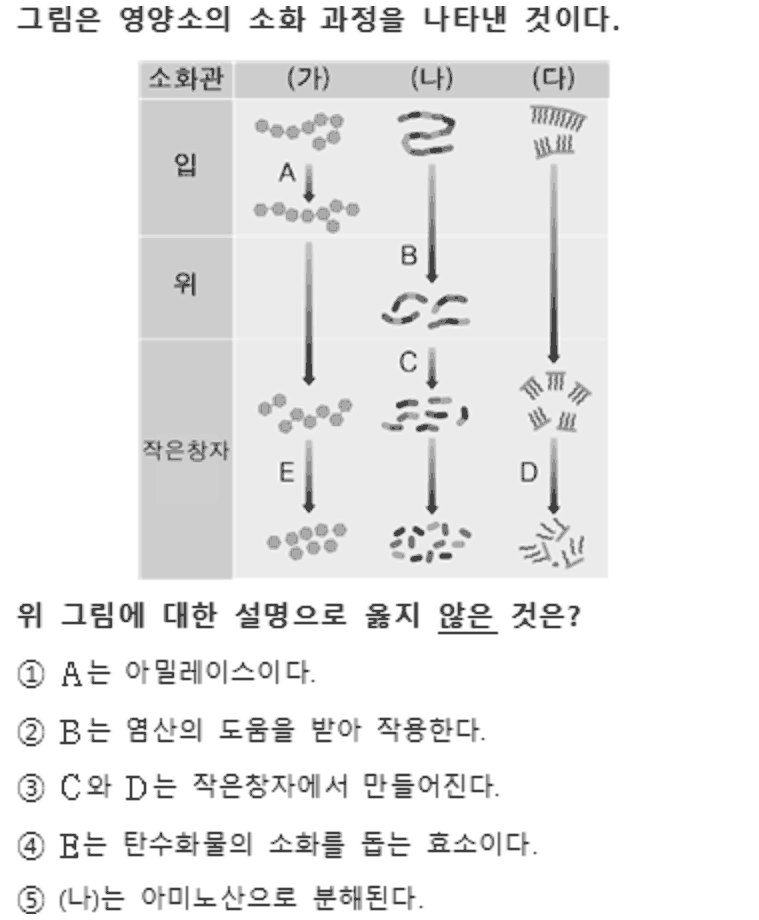 그림은 영양소의 소화 과정을 나타낸 것이다.
소화관 (가) (나) (다)
입
A
B
위
C
작은창자
E
D
위 그림에 대한 설명으로 옳지 않은 것은?
① A는 아밀레이스이다.
② B는 염산의 도움을 받아 작용한다.
③ C와 D는 작은창자에서 만들어진다.
④ E는 탄수화물의 소화를 돕는 효소이다.
⑤ (나)는 아미노산으로 분해된다.